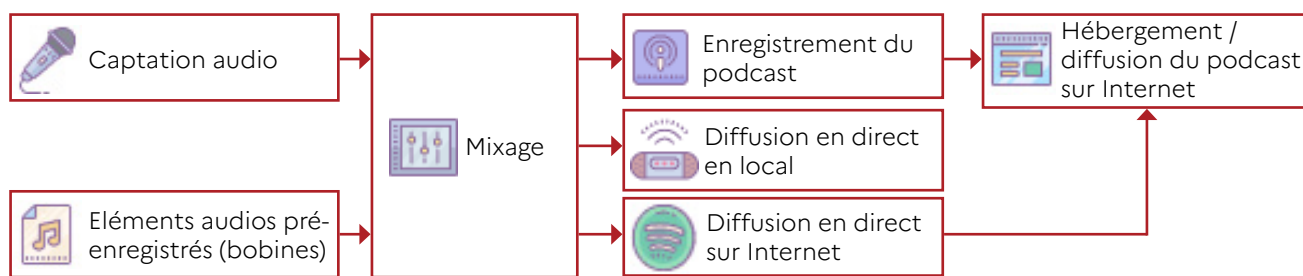 Captation audio
Eléments audios pré-
enregistrés (bobines)
Mixage
Enregistrement du
podcast
Diffusion en direct
en local
Diffusion en direct
sur Internet
Hébergement /
diffusion du podcast
sur Internet